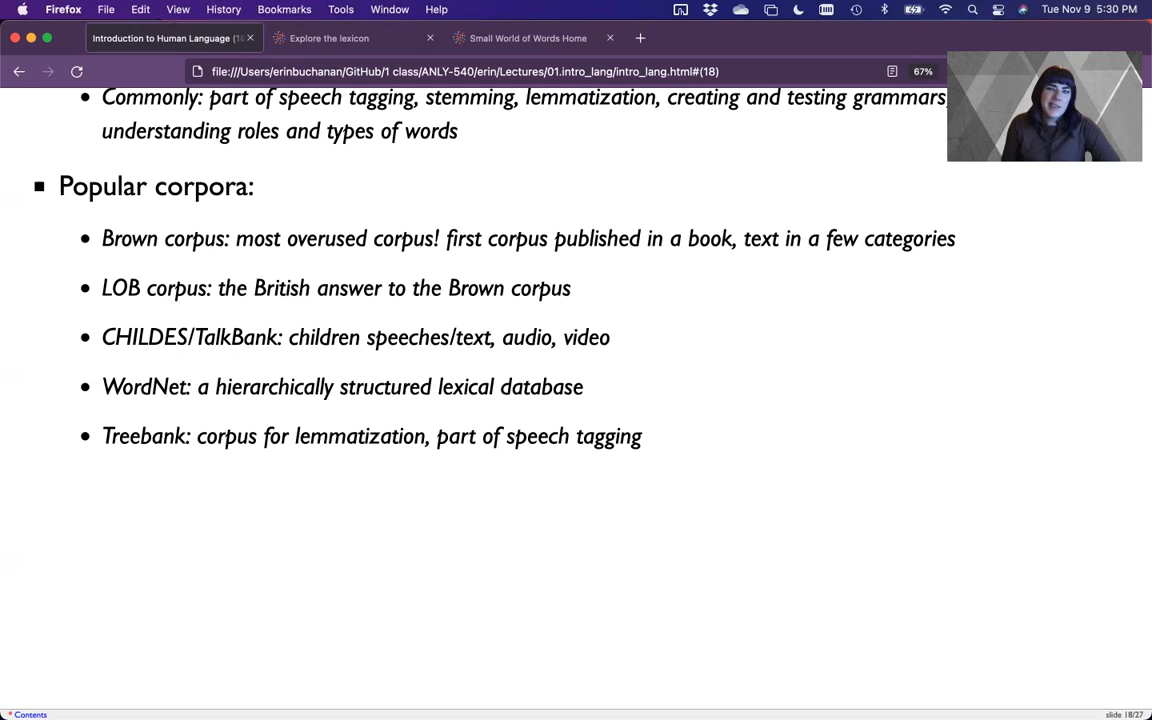 Firefox File Edit View History Bookmarks Tools Window Help Tue Nov 9 5:30 PM
Introduction to Human Language (18 Explore the lexicon Small World of Words Home
file:///Users/erinbuchanan/GitHub/1 class/ANLY-540/erin/Lectures/01.intro_lang/intro_lang.html#(18) 67%
• Commonly: part of speech tagging, stemming, lemmatization, creating and testing grammars,
understanding roles and types of words
▪ Popular corpora:
• Brown corpus: most overused corpus! first corpus published in a book, text in a few categories
• LOB corpus: the British answer to the Brown corpus
• CHILDES/TalkBank: children speeches/text, audio, video
• WordNet: a hierarchically structured lexical database
• Treebank: corpus for lemmatization, part of speech tagging
* Contents slide 18/27